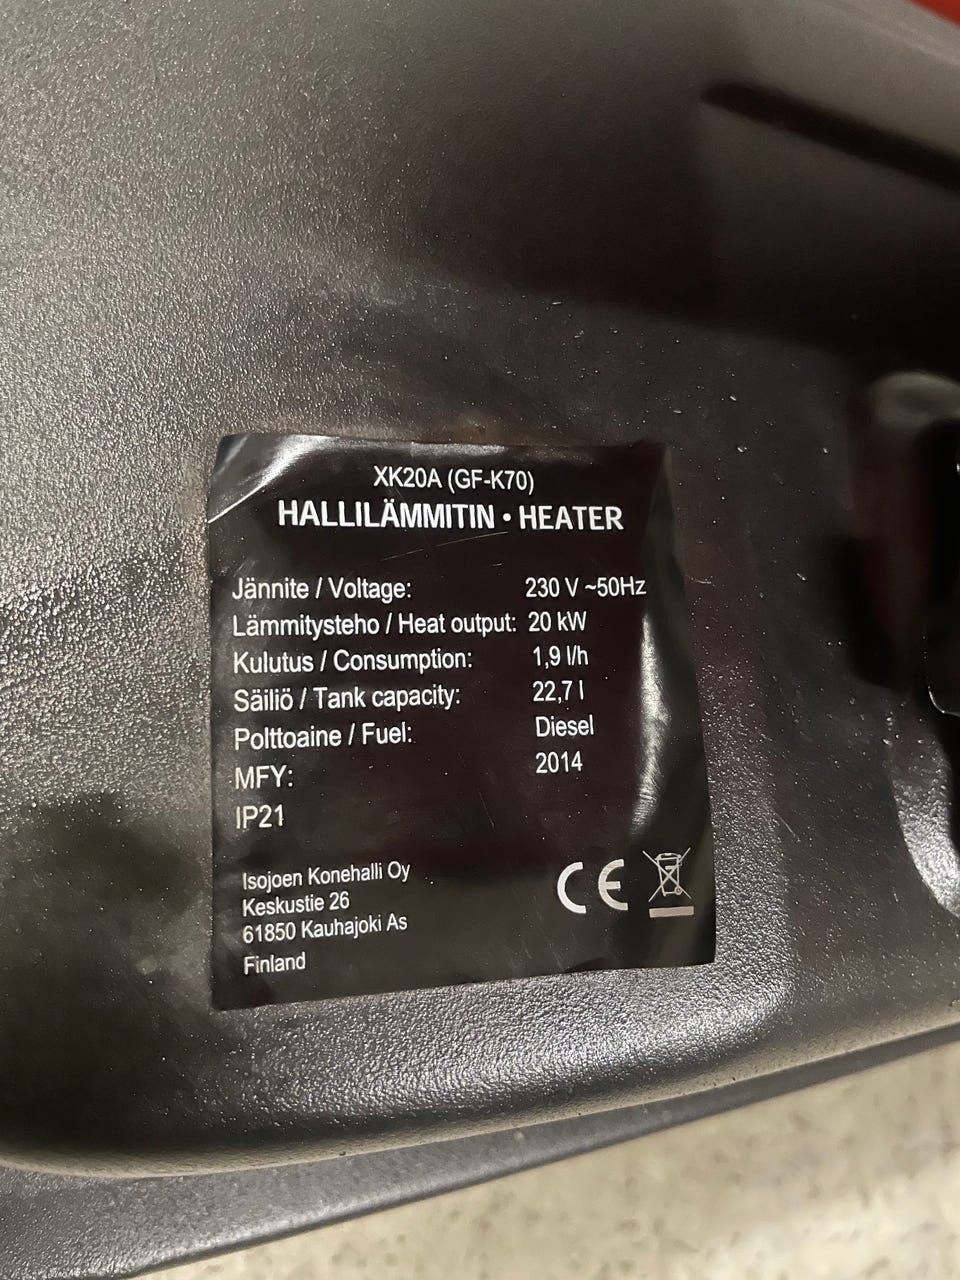 XK20A (GF-K70)
HALLILÄMMITIN • HEATER
Jännite / Voltage: 230 V ~50Hz
Lämmitysteho / Heat output: 20 kW
Kulutus / Consumption: 1,9 l/h
Säiliö / Tank capacity: 22,7 l
Polttoaine / Fuel: Diesel
MFY: 2014
IP21
Isojoen Konehalli Oy
Keskustie 26
61850 Kauhajoki As
Finland
CE